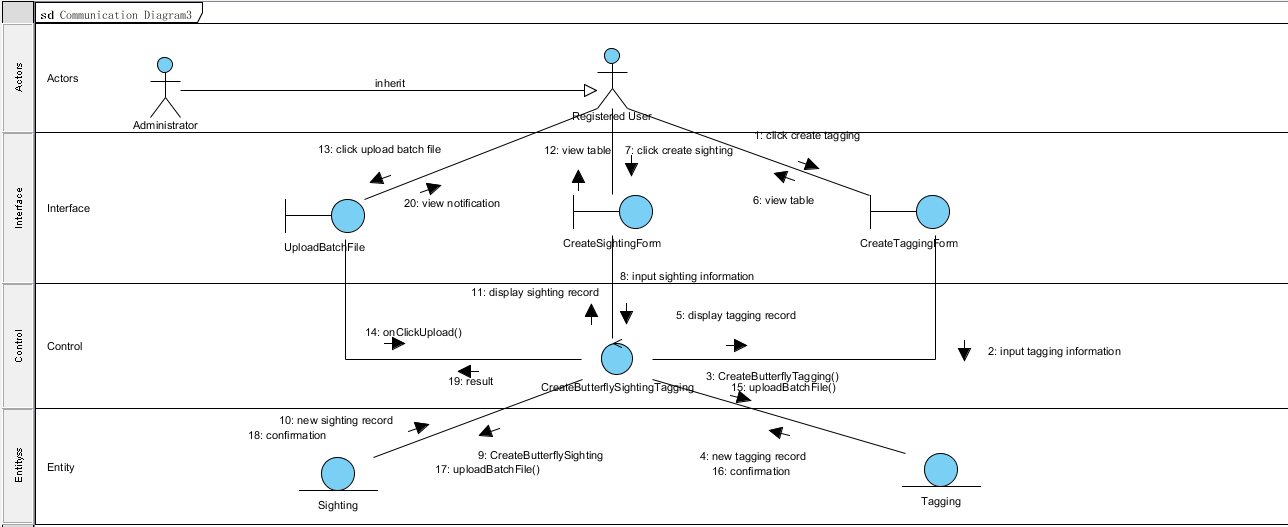 sd Communication Diagram3
Actors
Actors
inherit
Administrator
Registered User
1: click create tagging
Interface
Interface
13: click upload batch file
12: view table
7: click create sighting
20: view notification
6: view table
UploadBatchFile
CreateSightingForm
CreateTaggingForm
8: input sighting information
Control
Control
11: display sighting record
5: display tagging record
14: onClickUpload()
2: input tagging information
19: result
CreateButterflySightingTagging
3: CreateButterflyTagging()
15: uploadBatchFile()
Entityss
Entity
10: new sighting record
18: confirmation
9: CreateButterflySighting
17: uploadBatchFile()
4: new tagging record
16: confirmation
Sighting
Tagging